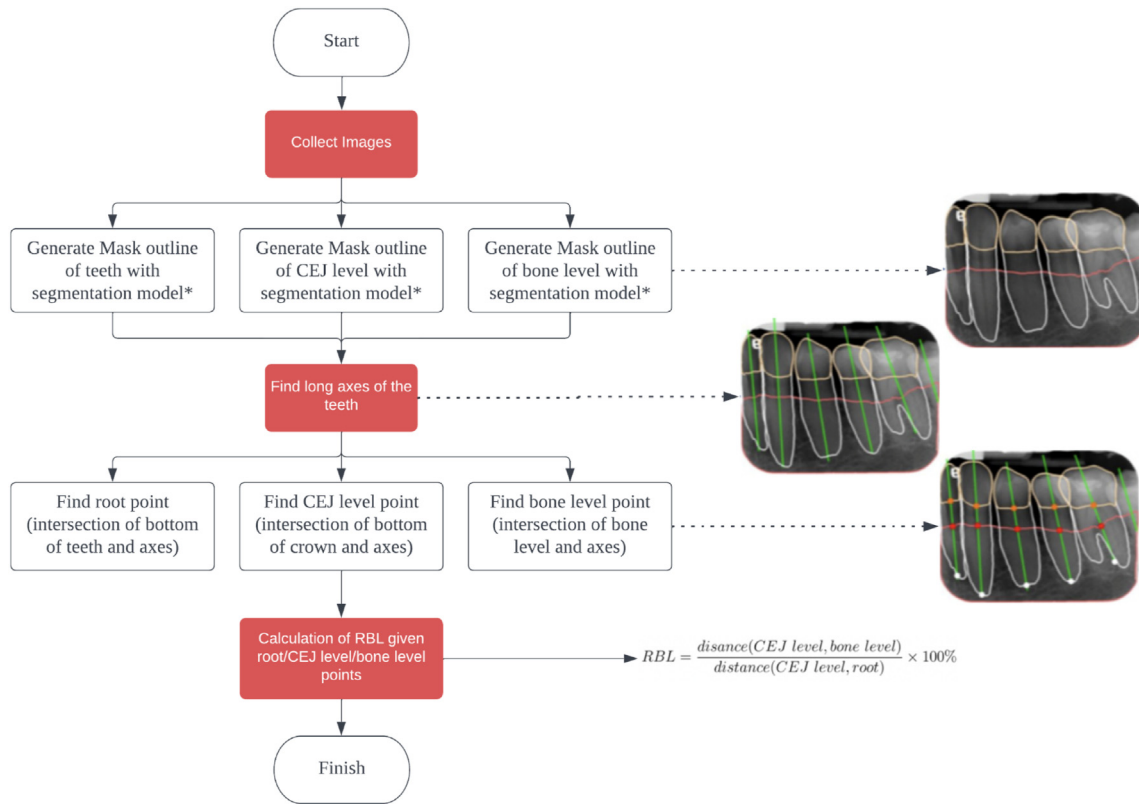 Start
Collect Images
Generate Mask outline
of teeth with
segmentation model*
Generate Mask outline
of CEJ level with
segmentation model*
Generate Mask outline
of bone level with
segmentation model*
Find long axes of the
teeth
Find root point
(intersection of bottom
of teeth and axes)
Find CEJ level point
(intersection of bottom
of crown and axes)
Find bone level point
(intersection of bone
level and axes)
Calculation of RBL given
root/CEJ level/bone level
points
RBL = disance(CEJ level, bone level) / distance(CEJ level, root) × 100%
Finish